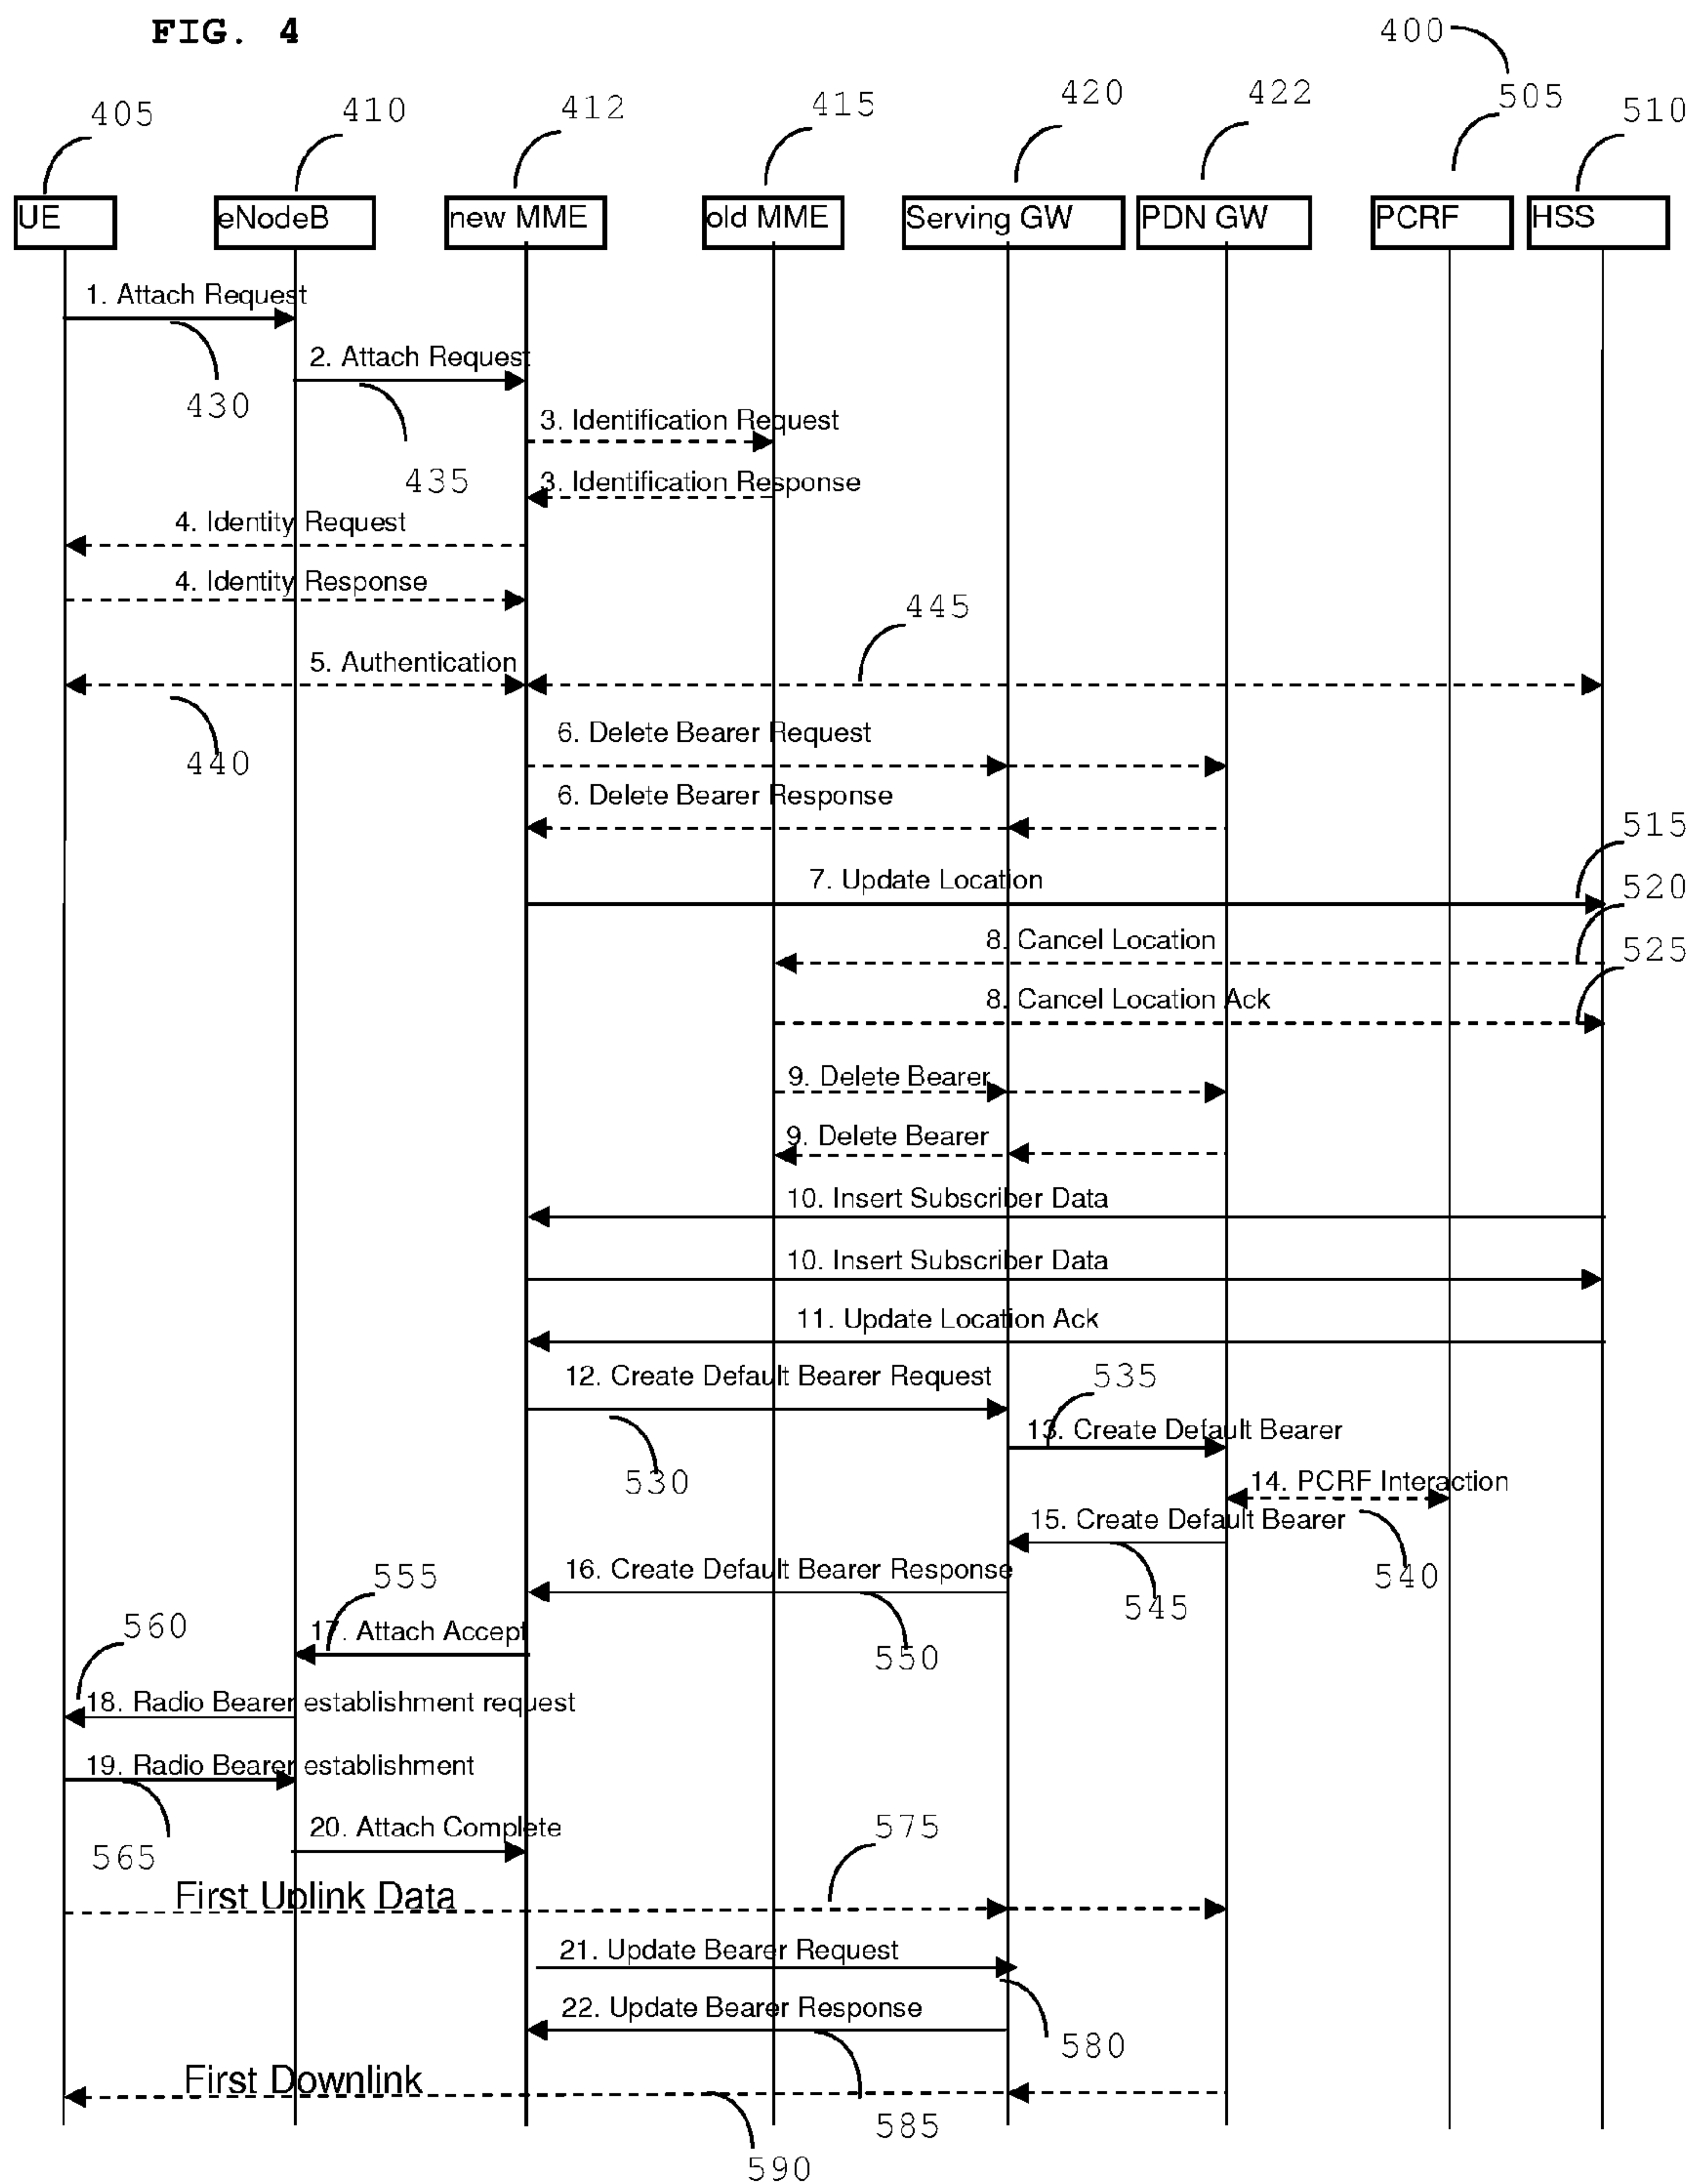 FIG. 4
400
405
410
412
415
420
422
505
510
UE
eNodeB
new MME
old MME
Serving GW
PDN GW
PCRF
HSS
1. Attach Request
430
2. Attach Request
435
3. Identification Request
3. Identification Response
4. Identity Request
4. Identity Response
445
5. Authentication
440
6. Delete Bearer Request
6. Delete Bearer Response
515
7. Update Location
520
8. Cancel Location
525
8. Cancel Location Ack
9. Delete Bearer
9. Delete Bearer
10. Insert Subscriber Data
10. Insert Subscriber Data
11. Update Location Ack
12. Create Default Bearer Request
535
13. Create Default Bearer
530
14. PCRF Interaction
15. Create Default Bearer
540
16. Create Default Bearer Response
545
555
17. Attach Accept
550
560
18. Radio Bearer establishment request
19. Radio Bearer establishment
565
20. Attach Complete
575
First Uplink Data
21. Update Bearer Request
22. Update Bearer Response
580
First Downlink
585
590